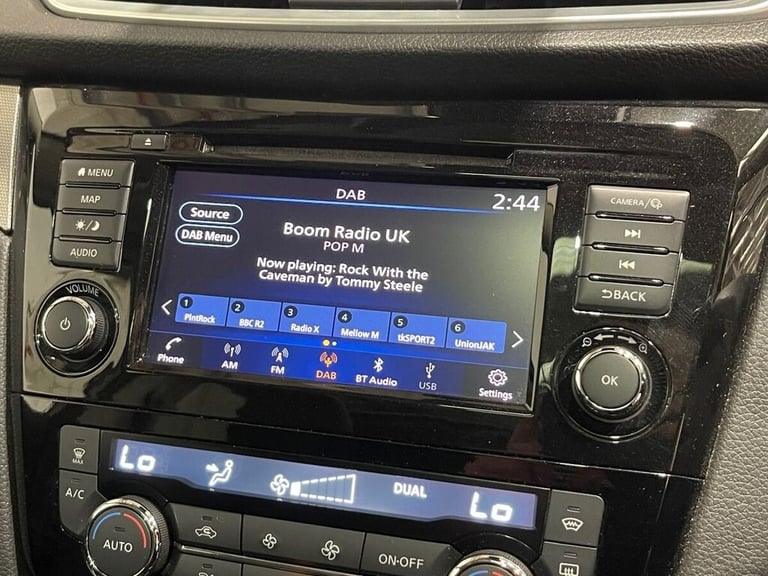 MENU
MAP
AUDIO
VOLUME
DAB
2:44
Source
DAB Menu
Boom Radio UK
POP M
Now playing: Rock With the
Caveman by Tommy Steele
1 PlntRock
2 BBC R2
3 Radio X
4 Mellow M
5 tkSPORT2
6 UnionJAK
Phone
AM
FM
DAB
BT Audio
USB
Settings
CAMERA/
BACK
OK
MAX
A/C
Lo
DUAL
Lo
AUTO
ON·OFF